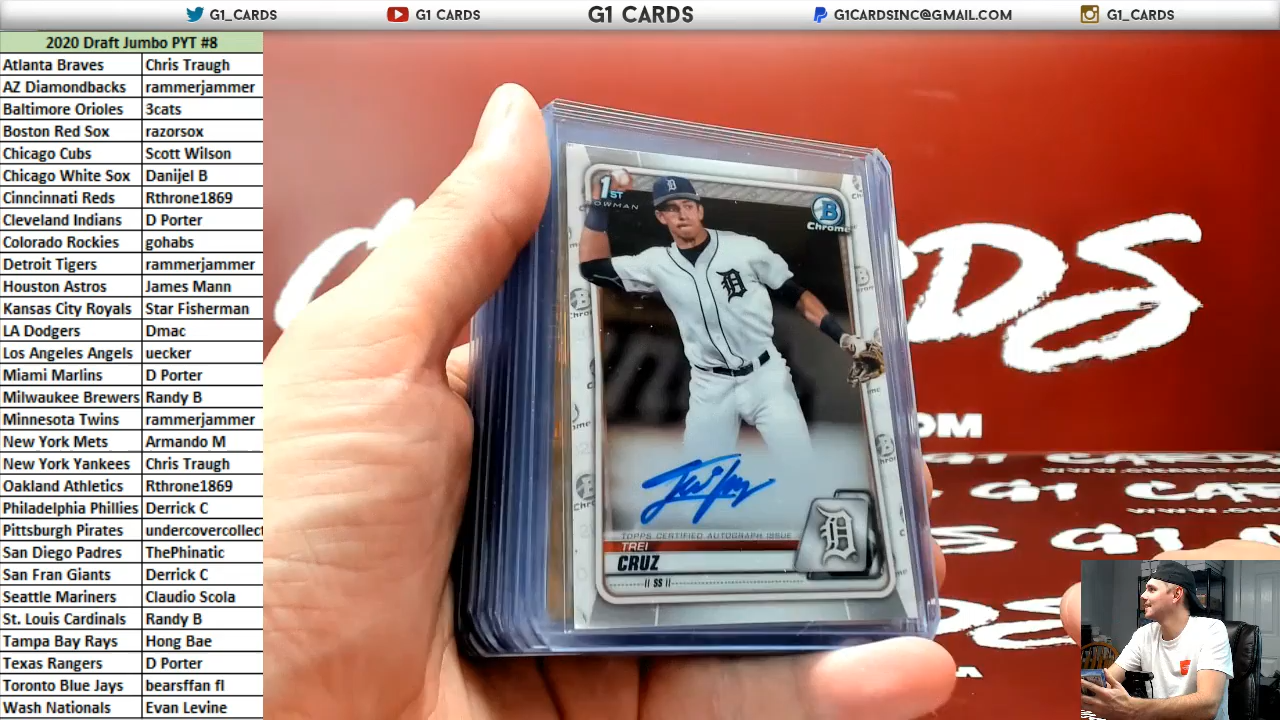 G1_CARDS
G1 CARDS
G1 CARDS
G1CARDSINC@GMAIL.COM
G1_CARDS
2020 Draft Jumbo PYT #8
Atlanta Braves Chris Traugh
AZ Diamondbacks rammerjammer
Baltimore Orioles 3cats
Boston Red Sox razorsox
Chicago Cubs Scott Wilson
Chicago White Sox Danijel B
Cinncinnati Reds Rthrone1869
Cleveland Indians D Porter
Colorado Rockies gohabs
Detroit Tigers rammerjammer
Houston Astros James Mann
Kansas City Royals Star Fisherman
LA Dodgers Dmac
Los Angeles Angels uecker
Miami Marlins D Porter
Milwaukee Brewers Randy B
Minnesota Twins rammerjammer
New York Mets Armando M
New York Yankees Chris Traugh
Oakland Athletics Rthrone1869
Philadelphia Phillies Derrick C
Pittsburgh Pirates undercovercollect
San Diego Padres ThePhinatic
San Fran Giants Derrick C
Seattle Mariners Claudio Scola
St. Louis Cardinals Randy B
Tampa Bay Rays Hong Bae
Texas Rangers D Porter
Toronto Blue Jays bearsffan fl
Wash Nationals Evan Levine
1ST
OWMAN
B
Chrome
D
D
TOPPS CERTIFIED AUTOGRAPH ISSUE
TREI
CRUZ
SS
D
RDS
OM
G1 CARDS